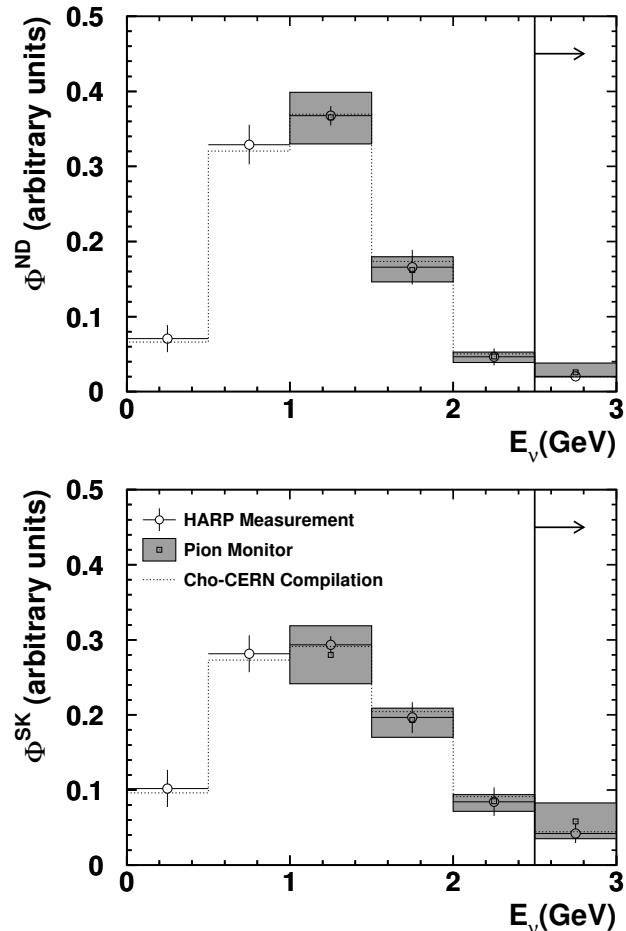 0.5
0.4
0.3
0.2
0.1
0
Φ^ND (arbitrary units)
0 1 2 3
E_ν(GeV)
0.5
0.4
0.3
0.2
0.1
0
Φ^SK (arbitrary units)
HARP Measurement
Pion Monitor
Cho-CERN Compilation
0 1 2 3
E_ν(GeV)